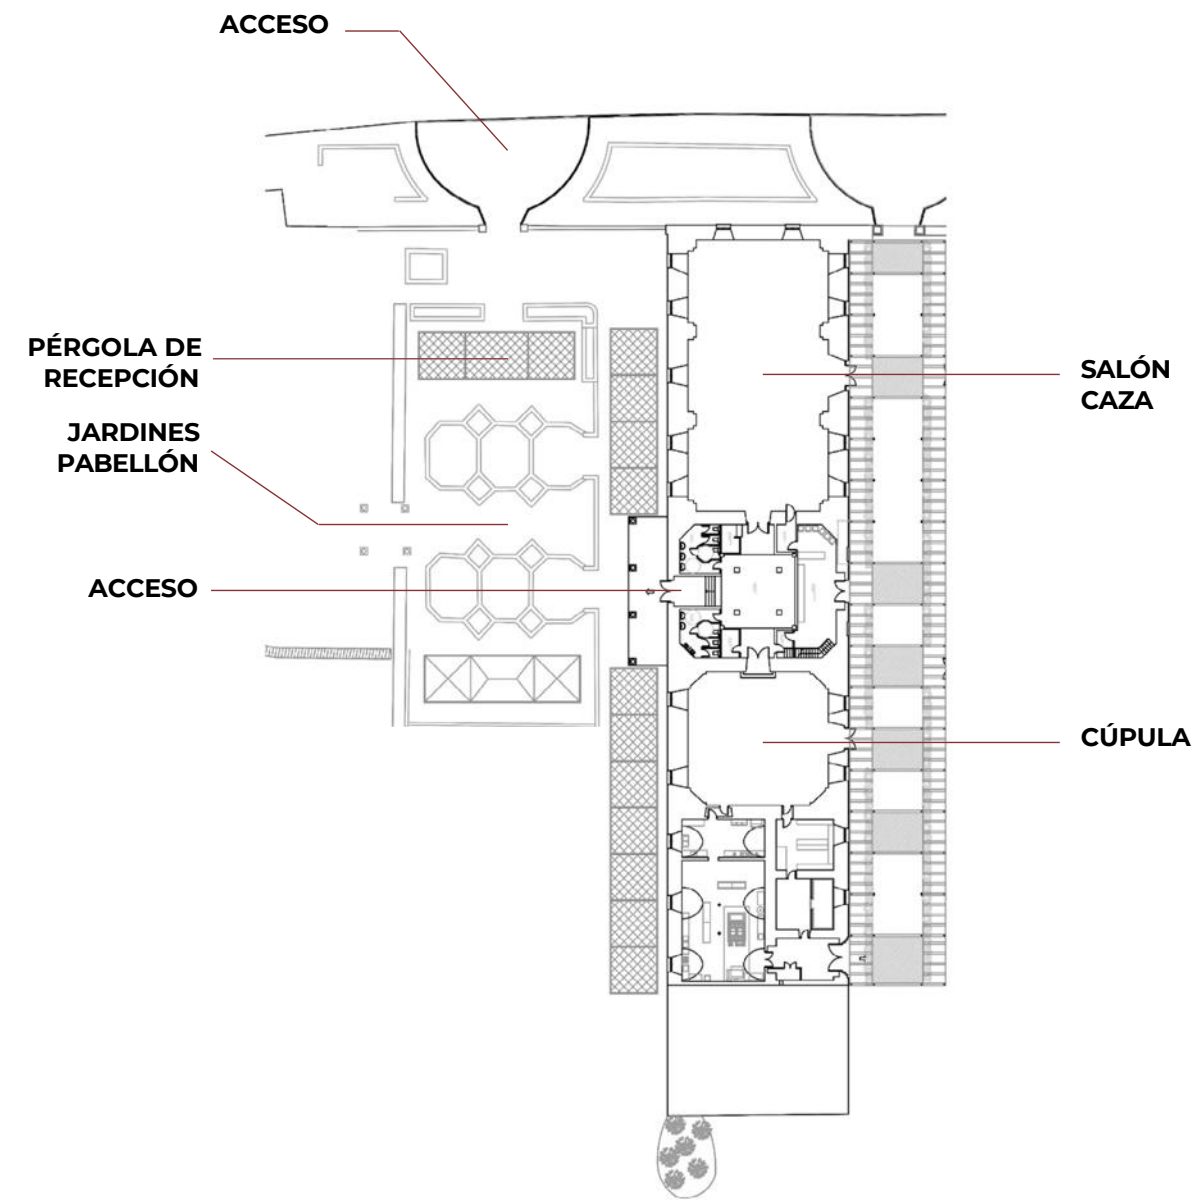 ACCESO
PÉRGOLA DE
RECEPCIÓN
JARDINES
PABELLÓN
ACCESO
SALÓN
CAZA
CÚPULA